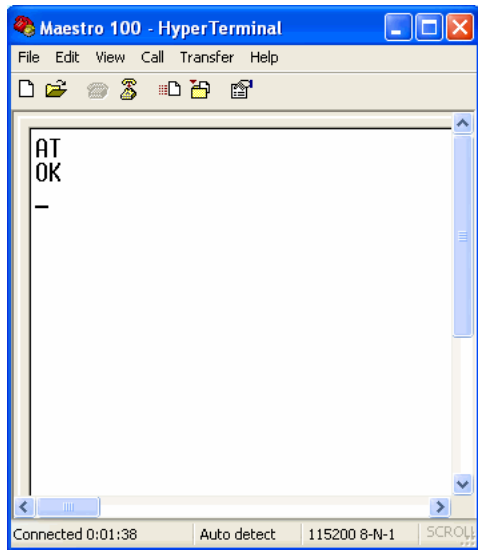 Maestro 100 - HyperTerminal
File Edit View Call Transfer Help
AT
OK
_
Connected 0:01:38 Auto detect 115200 8-N-1 SCROLL